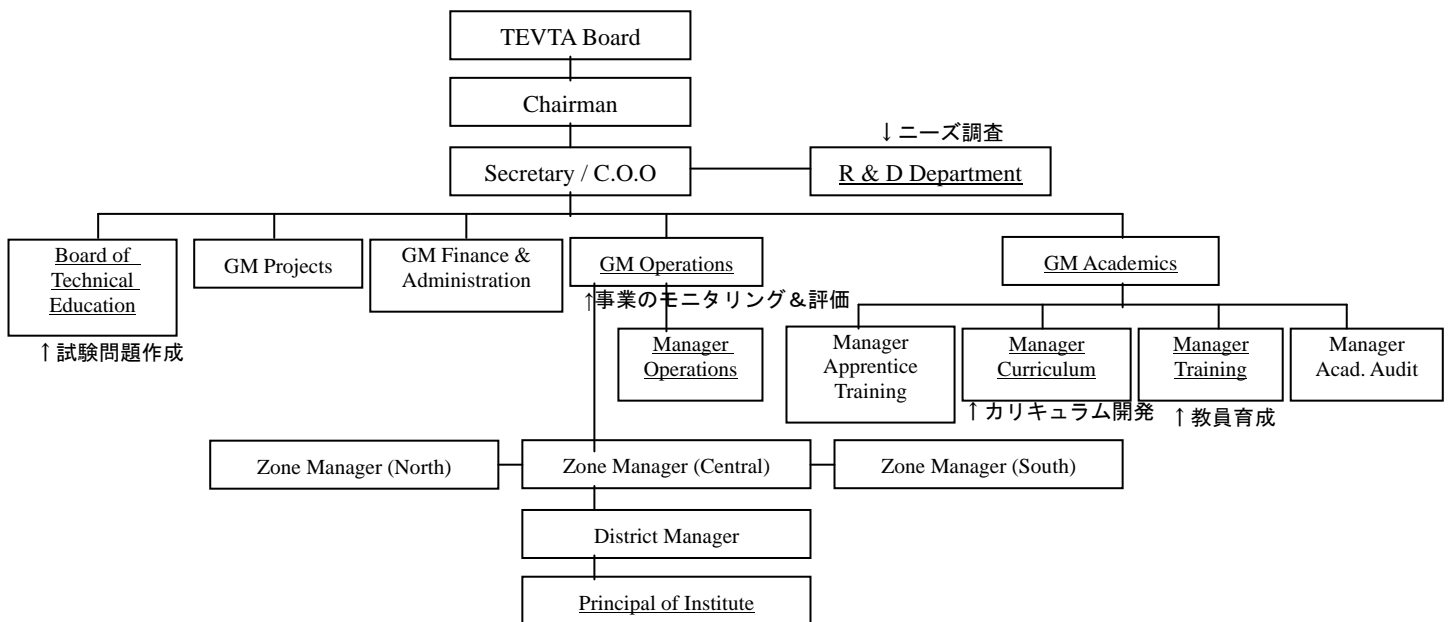 TEVTA Board
Chairman
↓ニーズ調査
Secretary / C.O.O
R & D Department
Board of
Technical
Education
GM Projects
GM Finance &
Administration
GM Operations
GM Academics
↑事業のモニタリング＆評価
↑試験問題作成
Manager
Operations
Manager
Apprentice
Training
Manager
Curriculum
Manager
Training
Manager
Acad. Audit
↑カリキュラム開発
↑教員育成
Zone Manager (North)
Zone Manager (Central)
Zone Manager (South)
District Manager
Principal of Institute